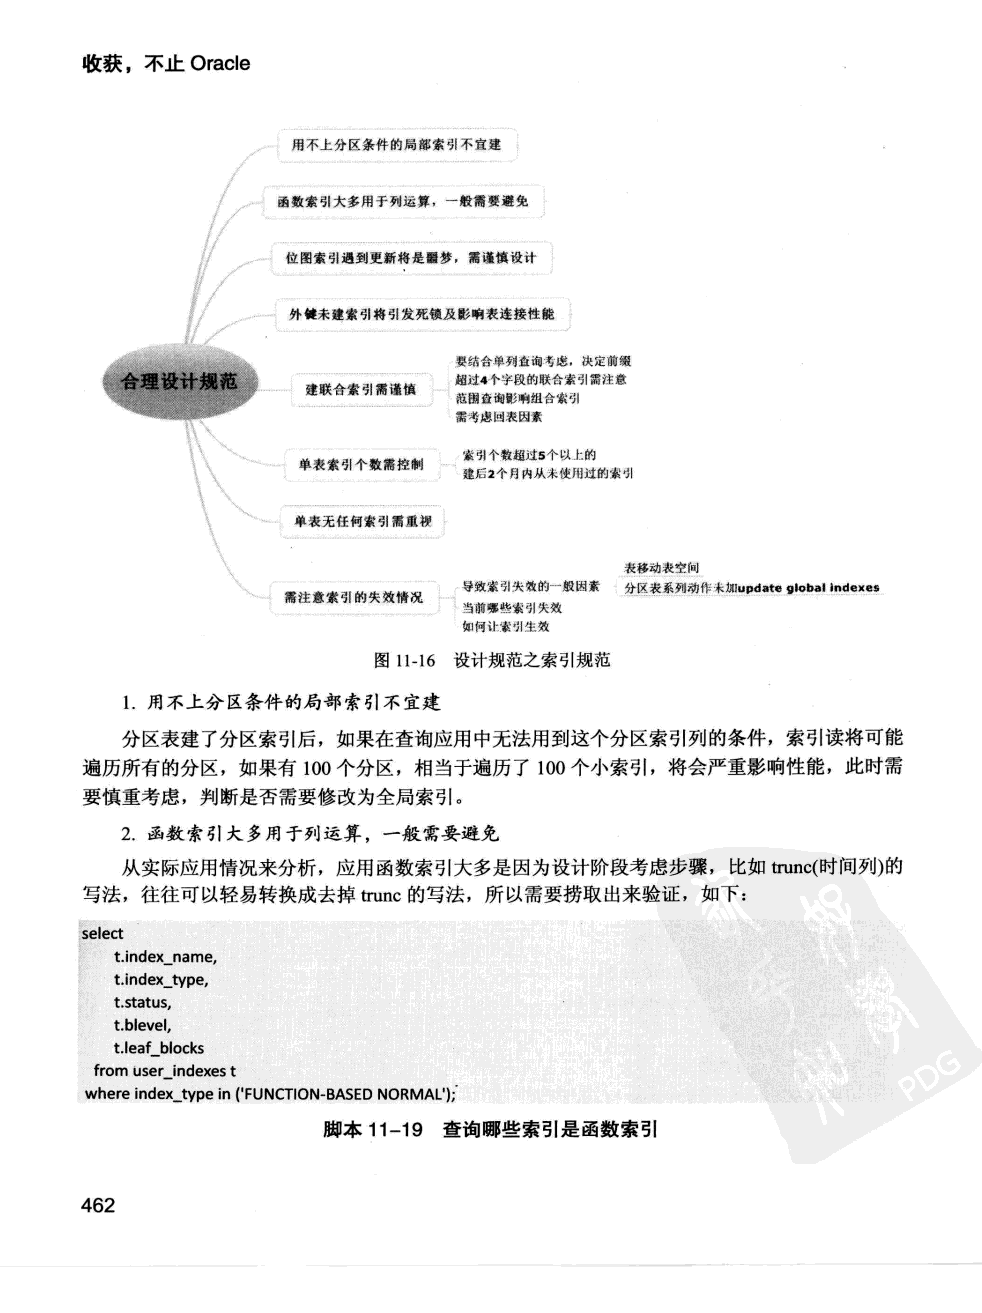 收获，不止 Oracle
用不上分区条件的局部索引不宜建
函数索引大多用于列运算，一般需要避免
位图索引遇到更新将是噩梦，需谨慎设计
外键未建索引将引发死锁及影响表连接性能
合理设计规范
建联合索引需谨慎
要结合单列查询考虑，决定前缀
超过4个字段的联合索引需注意
范围查询影响组合索引
需考虑回表因素
单表索引个数需控制
索引个数超过5个以上的
建后2个月内从未使用过的索引
单表无任何索引需重视
需注意索引的失效情况
导致索引失效的一般因素
表移动表空间
分区表系列动作未加update global indexes
当前哪些索引失效
如何让索引生效
图 11-16 设计规范之索引规范
1. 用不上分区条件的局部索引不宜建
分区表建了分区索引后，如果在查询应用中无法用到这个分区索引列的条件，索引读将可能
遍历所有的分区，如果有 100 个分区，相当于遍历了 100 个小索引，将会严重影响性能，此时需
要慎重考虑，判断是否需要修改为全局索引。
2. 函数索引大多用于列运算，一般需要避免
从实际应用情况来分析，应用函数索引大多是因为设计阶段考虑步骤，比如 trunc(时间列)的
写法，往往可以轻易转换成去掉 trunc 的写法，所以需要捞取出来验证，如下：
select
t.index_name,
t.index_type,
t.status,
t.blevel,
t.leaf_blocks
from user_indexes t
where index_type in ('FUNCTION-BASED NORMAL');
PDG
脚本 11-19 查询哪些索引是函数索引
462